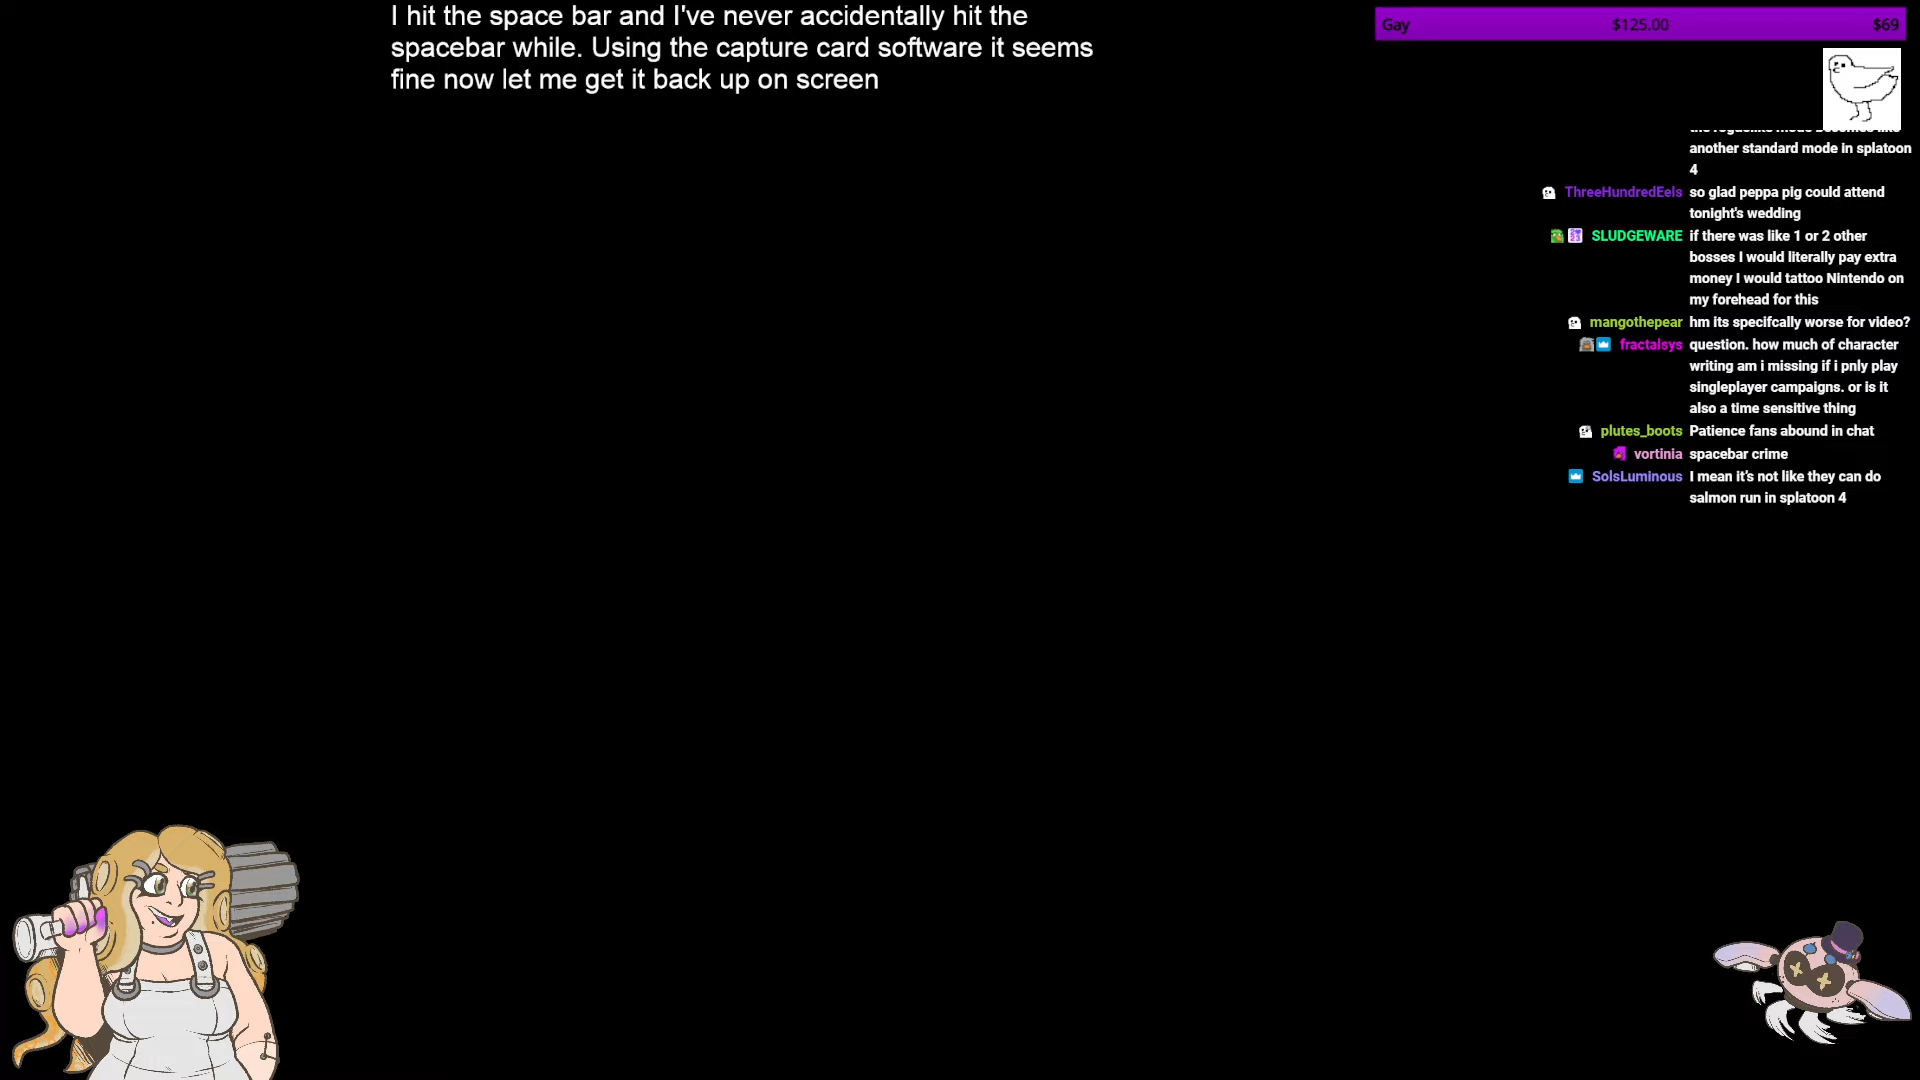 I hit the space bar and I've never accidentally hit the
spacebar while. Using the capture card software it seems
fine now let me get it back up on screen
Gay $125.00 $69
another standard mode in splatoon
4
ThreeHundredEels so glad peppa pig could attend
tonight's wedding
SLUDGEWARE if there was like 1 or 2 other
bosses I would literally pay extra
money I would tattoo Nintendo on
my forehead for this
mangothepear hm its specifcally worse for video?
fractalsys question. how much of character
writing am i missing if i pnly play
singleplayer campaigns. or is it
also a time sensitive thing
plutes_boots Patience fans abound in chat
vortinia spacebar crime
SolsLuminous I mean it's not like they can do
salmon run in splatoon 4